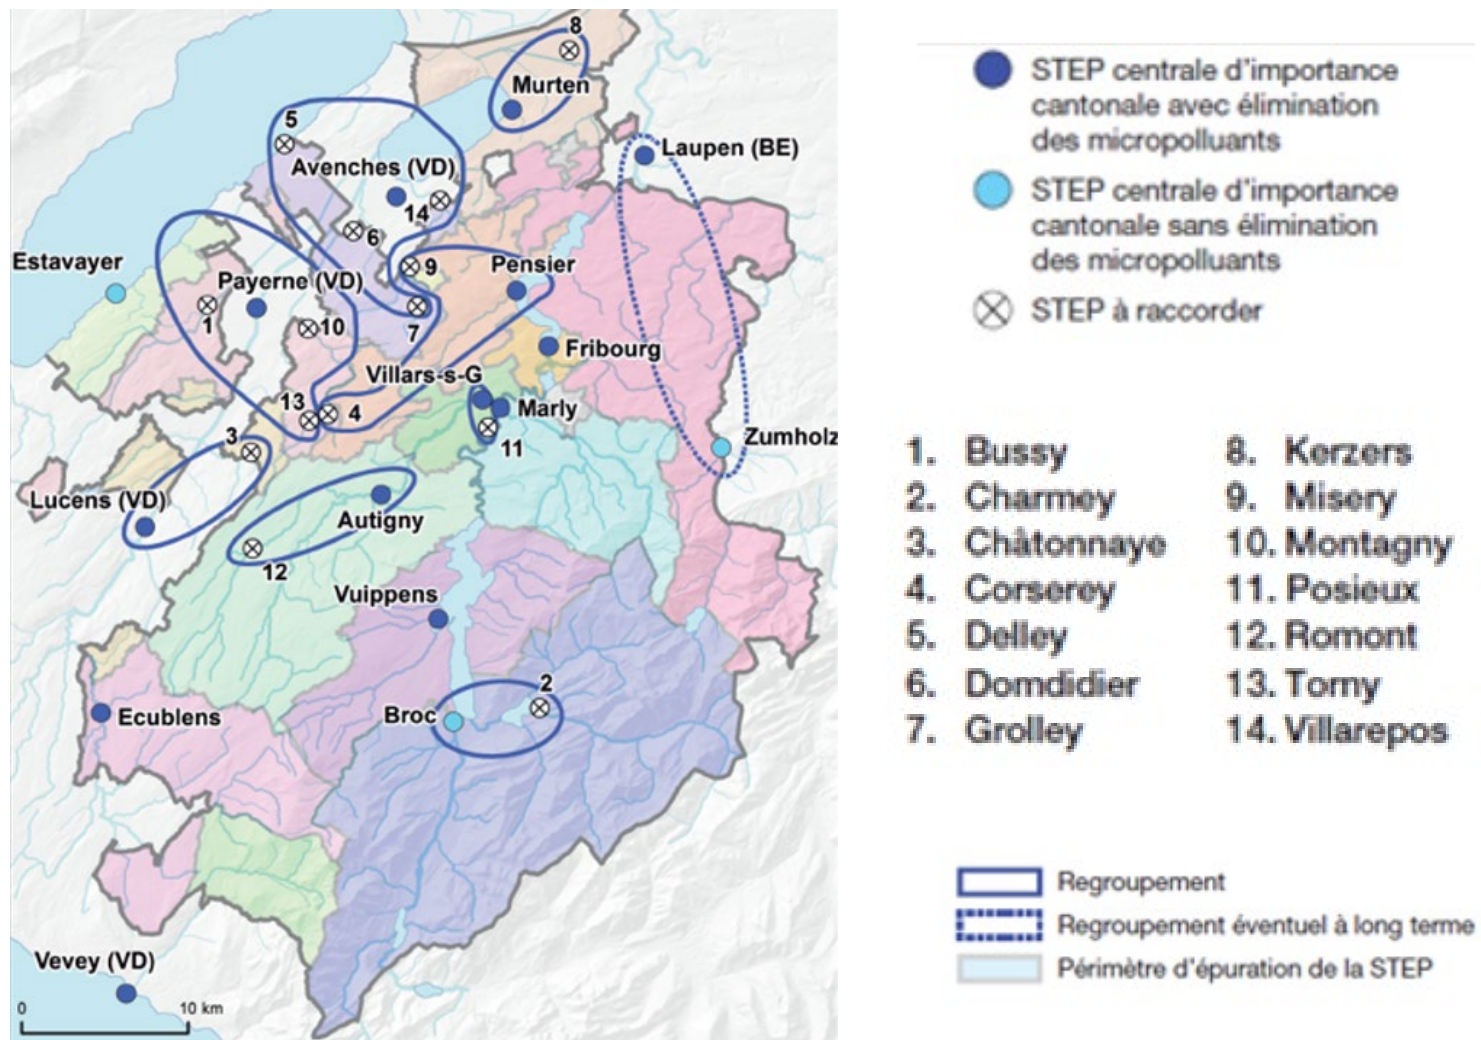 8
Murten
5
Laupen (BE)
Avenches (VD)
14
6
Estavayer
9
Pensier
Payerne (VD)
1
10
7
Fribourg
Villars-s-G
13
4
Marly
3
11
Zumholz
Lucens (VD)
Autigny
12
Vuippens
2
Broc
Ecublens
Vevey (VD)
0
10 km
STEP centrale d'importance
cantonale avec élimination
des micropolluants
STEP centrale d'importance
cantonale sans élimination
des micropolluants
STEP à raccorder
1. Bussy
2. Charmey
3. Châtonnaye
4. Corserey
5. Delley
6. Domdidier
7. Grolley
8. Kerzers
9. Misery
10. Montagny
11. Posieux
12. Romont
13. Torny
14. Villarepos
Regroupement
Regroupement éventuel à long terme
Périmètre d'épuration de la STEP